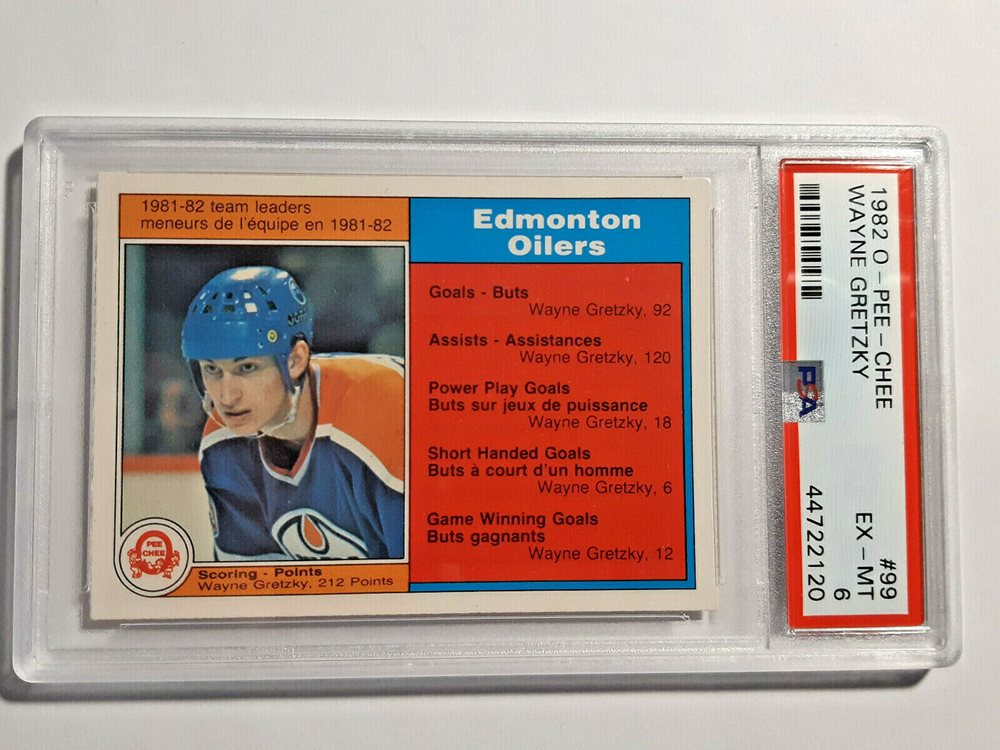 1981-82 team leaders
meneurs de l'équipe en 1981-82
Edmonton
Oilers
Goals - Buts
Wayne Gretzky, 92
Assists - Assistances
Wayne Gretzky, 120
Power Play Goals
Buts sur jeux de puissance
Wayne Gretzky, 18
Short Handed Goals
Buts à court d'un homme
Wayne Gretzky, 6
Game Winning Goals
Buts gagnants
Wayne Gretzky, 12
PEE
CHEE
Scoring - Points
Wayne Gretzky, 212 Points
1982 O-PEE-CHEE #99
WAYNE GRETZKY EX-MT
6
PSA 44722120